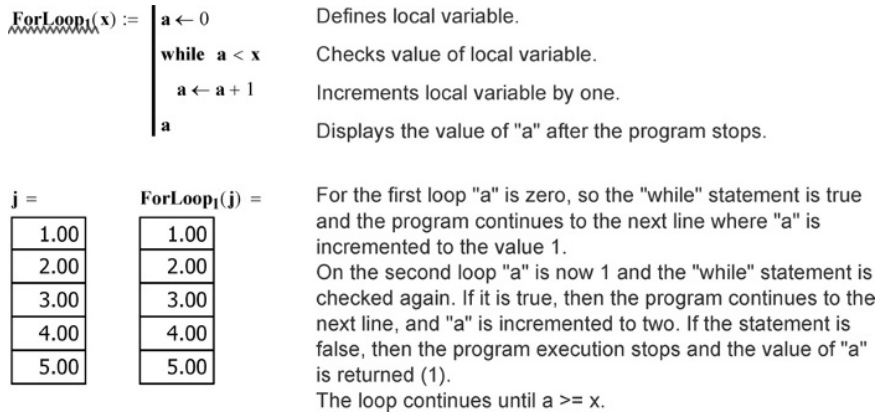 ForLoop₁(x) := a ← 0
while a < x
a ← a + 1
a
Defines local variable.
Checks value of local variable.
Increments local variable by one.
Displays the value of "a" after the program stops.
j =
1.00
2.00
3.00
4.00
5.00
ForLoop₁(j) =
1.00
2.00
3.00
4.00
5.00
For the first loop "a" is zero, so the "while" statement is true
and the program continues to the next line where "a" is
incremented to the value 1.
On the second loop "a" is now 1 and the "while" statement is
checked again. If it is true, then the program continues to the
next line, and "a" is incremented to two. If the statement is
false, then the program execution stops and the value of "a"
is returned (1).
The loop continues until a >= x.